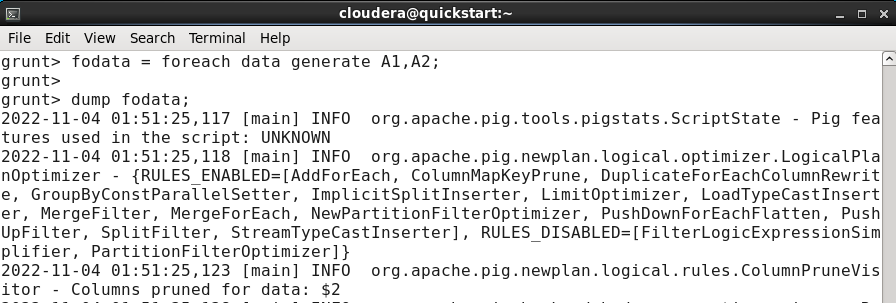 cloudera@quickstart:~
File Edit View Search Terminal Help
grunt> fodata = foreach data generate A1,A2;
grunt>
grunt> dump fodata;
2022-11-04 01:51:25,117 [main] INFO  org.apache.pig.tools.pigstats.ScriptState - Pig fea
tures used in the script: UNKNOWN
2022-11-04 01:51:25,118 [main] INFO  org.apache.pig.newplan.logical.optimizer.LogicalPla
nOptimizer - {RULES_ENABLED=[AddForEach, ColumnMapKeyPrune, DuplicateForEachColumnRewrit
e, GroupByConstParallelSetter, ImplicitSplitInserter, LimitOptimizer, LoadTypeCastInsert
er, MergeFilter, MergeForEach, NewPartitionFilterOptimizer, PushDownForEachFlatten, Push
UpFilter, SplitFilter, StreamTypeCastInserter], RULES_DISABLED=[FilterLogicExpressionSim
plifier, PartitionFilterOptimizer]}
2022-11-04 01:51:25,123 [main] INFO  org.apache.pig.newplan.logical.rules.ColumnPruneVis
itor - Columns pruned for data: $2